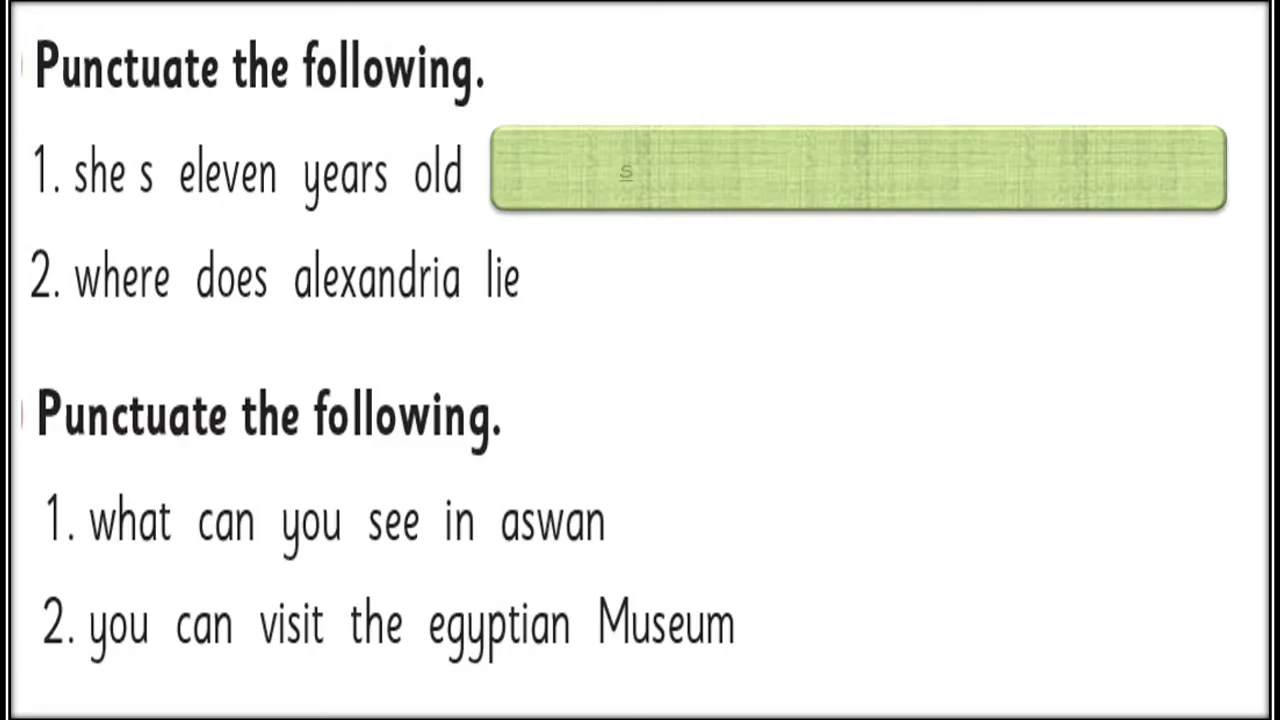 Punctuate the following.
1. she s eleven years old
s
2. where does alexandria lie
Punctuate the following.
1. what can you see in aswan
2. you can visit the egyptian Museum